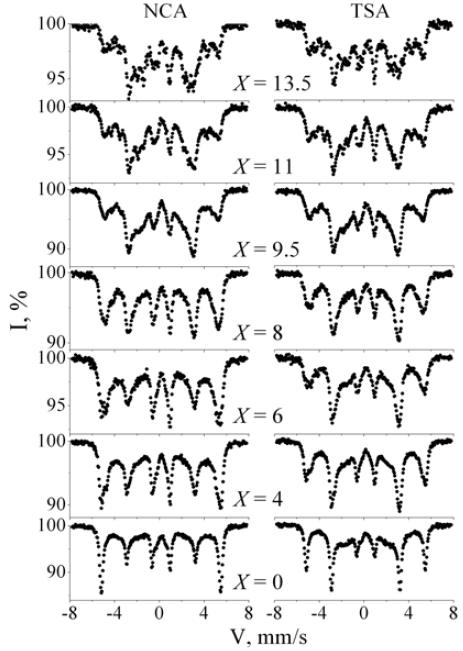 NCA TSA
100
95
X = 13.5
100
95
X = 11
100
90
X = 9.5
100
90
X = 8
100
95
X = 6
100
90
X = 4
100
90
X = 0
I, %
-8 -4 0 4 8 -8 -4 0 4 8
V, mm/s